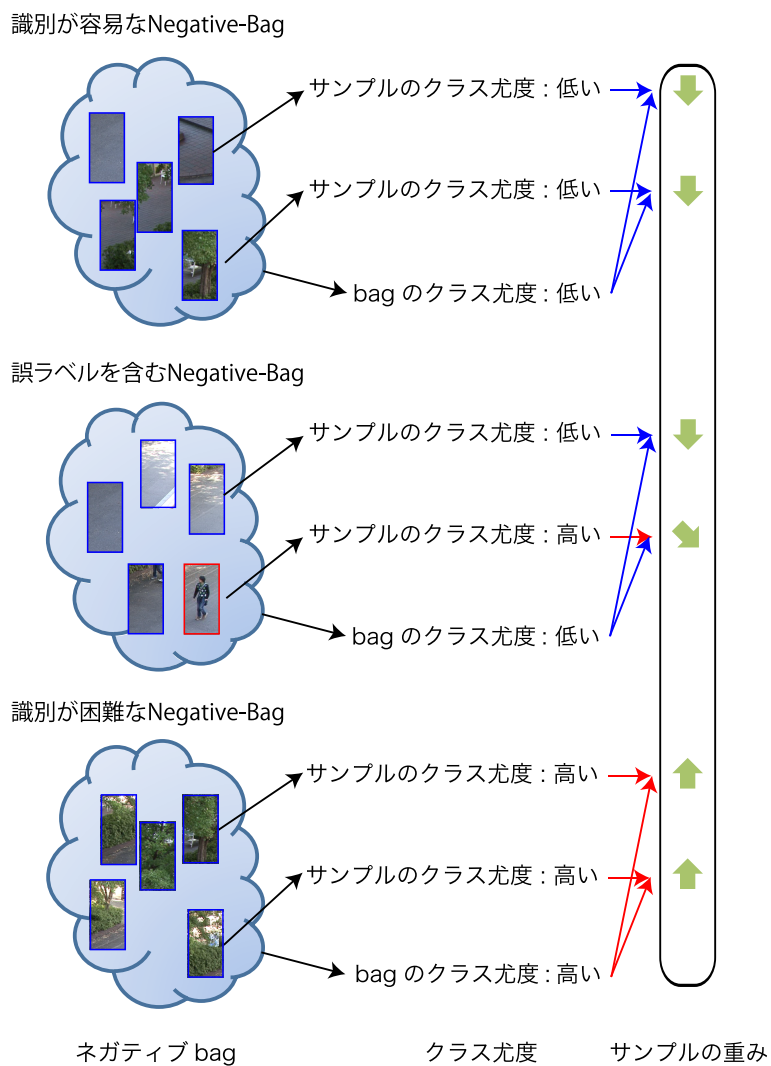 識別が容易なNegative-Bag
サンプルのクラス尤度 : 低い
サンプルのクラス尤度 : 低い
bag のクラス尤度 : 低い
誤ラベルを含むNegative-Bag
サンプルのクラス尤度 : 低い
サンプルのクラス尤度 : 高い
bag のクラス尤度 : 低い
識別が困難なNegative-Bag
サンプルのクラス尤度 : 高い
サンプルのクラス尤度 : 高い
bag のクラス尤度 : 高い
ネガティブ bag クラス尤度 サンプルの重み